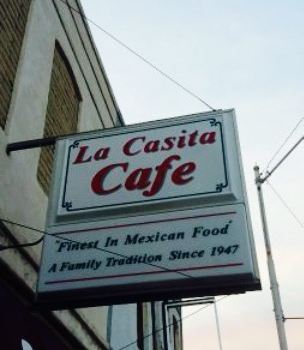 La Casita
Cafe
"Finest In Mexican Food"
A Family Tradition Since 1947